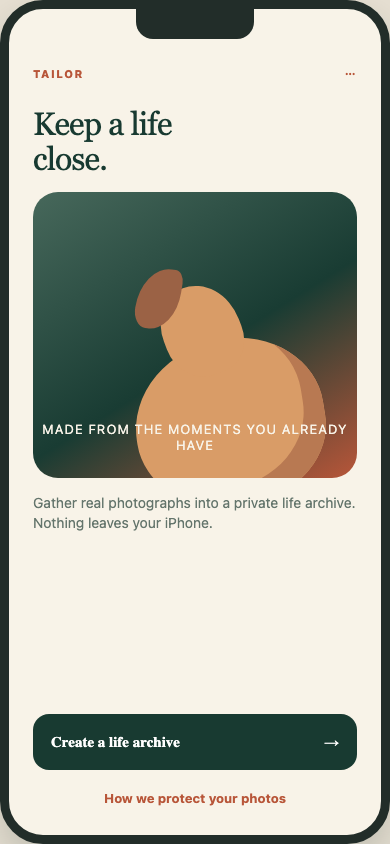 TAILOR
...
Keep a life
close.
MADE FROM THE MOMENTS YOU ALREADY
HAVE
Gather real photographs into a private life archive.
Nothing leaves your iPhone.
Create a life archive →
How we protect your photos